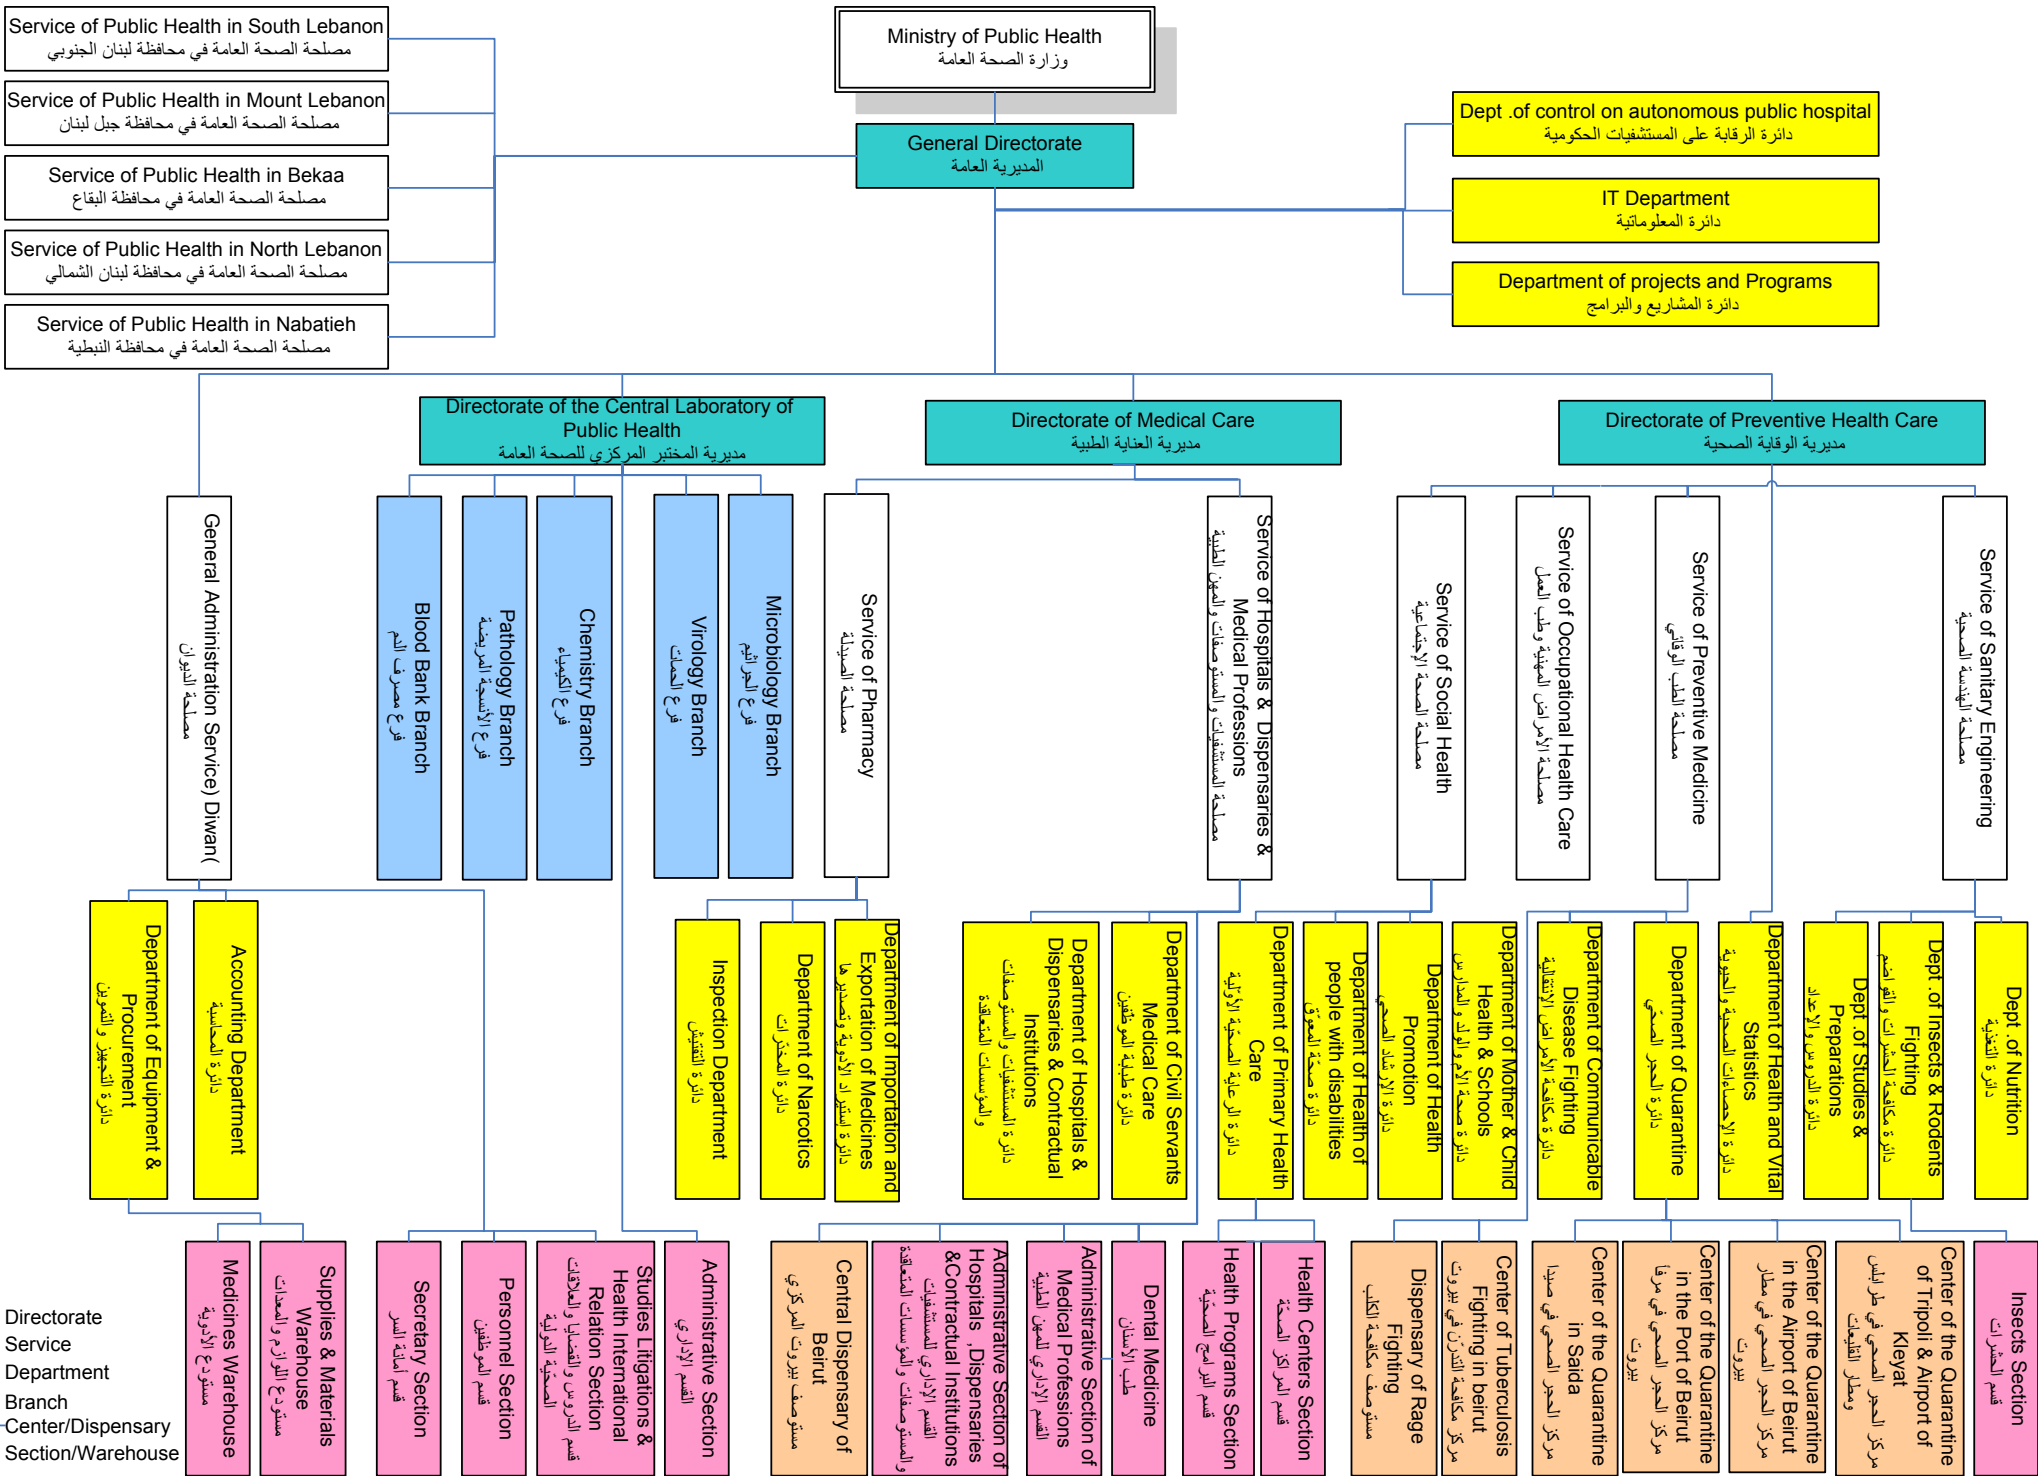 Service of Public Health in South Lebanon
مصلحة الصحة العامة في محافظة لبنان الجنوبي
Service of Public Health in Mount Lebanon
مصلحة الصحة العامة في محافظة جبل لبنان
Service of Public Health in Bekaa
مصلحة الصحة العامة في محافظة البقاع
Service of Public Health in North Lebanon
مصلحة الصحة العامة في محافظة لبنان الشمالي
Service of Public Health in Nabatieh
مصلحة الصحة العامة في محافظة النبطية
Ministry of Public Health
وزارة الصحة العامة
General Directorate
المديرية العامة
Dept .of control on autonomous public hospital
دائرة الرقابة على المستشفيات الحكومية
IT Department
دائرة المعلوماتية
Department of projects and Programs
دائرة المشاريع والبرامج
Directorate of the Central Laboratory of
Public Health
مديرية المختبر المركزي للصحة العامة
Directorate of Medical Care
مديرية العناية الطبية
Directorate of Preventive Health Care
مديرية الوقاية الصحية
General Administration Service) Diwan(
مصلحة الديوان
Blood Bank Branch
فرع مصرف الدم
Pathology Branch
فرع الأنسجة المريضة
Chemistry Branch
فرع الكيمياء
Virology Branch
فرع الحمات
Microbiology Branch
فرع الجراثيم
Service of Pharmacy
مصلحة الصيدلة
Service of Hospitals & Dispensaries &
Medical Professions
مصلحة المستشفيات والمستوصفات والمهن الطبية
Service of Social Health
مصلحة الصحة الإجتماعية
Service of Occupational Health Care
مصلحة الأمراض المهنية وطب العمل
Service of Preventive Medicine
مصلحة الطب الوقائي
Service of Sanitary Engineering
مصلحة الهندسة الصحية
Department of Equipment &
Procurement
دائرة التجهيز والتموين
Accounting Department
دائرة المحاسبة
Inspection Department
دائرة التفتيش
Department of Narcotics
دائرة المخدّرات
Department of Importation and
Exportation of Medicines
دائرة إستيراد الأدوية وتصديرها
Department of Hospitals &
Dispensaries & Contractual
Institutions
دائرة المستشفيات والمستوصفات
والمؤسسات المتعاقدة
Department of Civil Servants
Medical Care
دائرة طبابة الموظّفين
Department of Primary Health
Care
دائرة الرعاية الصحّية الأولية
Department of Health of
people with disabilities
دائرة صحّة المعوّق
Department of Health
Promotion
دائرة الإرشاد الصحي
Department of Mother & Child
Health & Schools
دائرة صحة الأم والولد والمدارس
Department of Communicable
Disease Fighting
دائرة مكافحة الأمراض الإنتقالية
Department of Quarantine
دائرة الحجر الصحّي
Department of Health and Vital
Statistics
دائرة الإحصاءات الصحية والحيوية
Dept .of Studies &
Preparations
دائرة الدروس والإعداد
Dept .of Insects & Rodents
Fighting
دائرة مكافحة الحشرات والقواضم
Dept .of Nutrition
دائرة التغذية
Directorate
Service
Department
Branch
Center/Dispensary
Section/Warehouse
Medicines Warehouse
مستودع الأدوية
Supplies & Materials
Warehouse
مستودع اللوازم والمعدات
Secretary Section
قسم أمانة السر
Personnel Section
قسم الموظّفين
Studies Litigations &
Health International
Relation Section
قسم الدروس والقضايا والعلاقات
الصحّية الدولية
Administrative Section
القسم الإداري
Central Dispensary of
Beirut
مستوصف بيروت المركزي
Administrative Section of
Hospitals ,Dispensaries
&Contractual Institutions
القسم الإداري للمستشفيات
والمستوصفات والمؤسسات المتعاقدة
Administrative Section of
Medical Professions
القسم الإداري للمهن الطبية
Dental Medicine
طب الأسنان
Health Programs Section
قسم البرامج الصحّية
Health Centers Section
قسم المراكز الصحّة
Dispensary of Rage
Fighting
مستوصف مكافحة الكلب
Center of Tuberculosis
Fighting in beirut
مركز مكافحة التدرّن في بيروت
Center of the Quarantine
in Saida
مركز الحجر الصحي في صيدا
Center of the Quarantine
in the Port of Beirut
مركز الحجر الصحي في مرفأ
بيروت
Center of the Quarantine
in the Airport of Beirut
مركز الحجر الصحي في مطار
بيروت
Center of the Quarantine
of Tripoli & Airport of
Kleyat
مركز الحجر الصحي في طرابلس
ومطار القليعات
Insects Section
قسم الحشرات